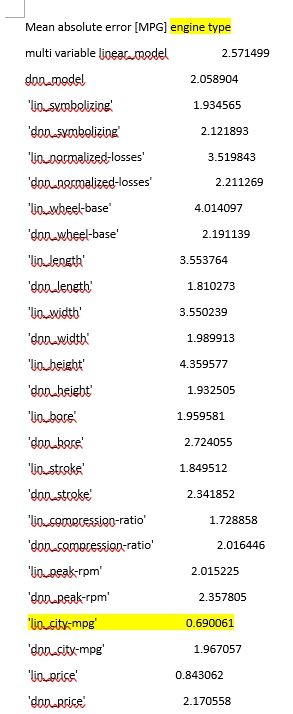 Mean absolute error [MPG] engine type
multi variable linear_model 2.571499
dnn_model 2.058904
'lin_symbolizing' 1.934565
'dnn_symbolizing' 2.121893
'lin_normalized-losses' 3.519843
'dnn_normalized-losses' 2.211269
'lin_wheel-base' 4.014097
'dnn_wheel-base' 2.191139
'lin_length' 3.553764
'dnn_length' 1.810273
'lin_width' 3.550239
'dnn_width' 1.989913
'lin_height' 4.359577
'dnn_height' 1.932505
'lin_bore' 1.959581
'dnn_bore' 2.724055
'lin_stroke' 1.849512
'dnn_stroke' 2.341852
'lin_compression-ratio' 1.728858
'dnn_compression-ratio' 2.016446
'lin_peak-rpm' 2.015225
'dnn_peak-rpm' 2.357805
'lin_city-mpg' 0.690061
'dnn_city-mpg' 1.967057
'lin_price' 0.843062
'dnn_price' 2.170558